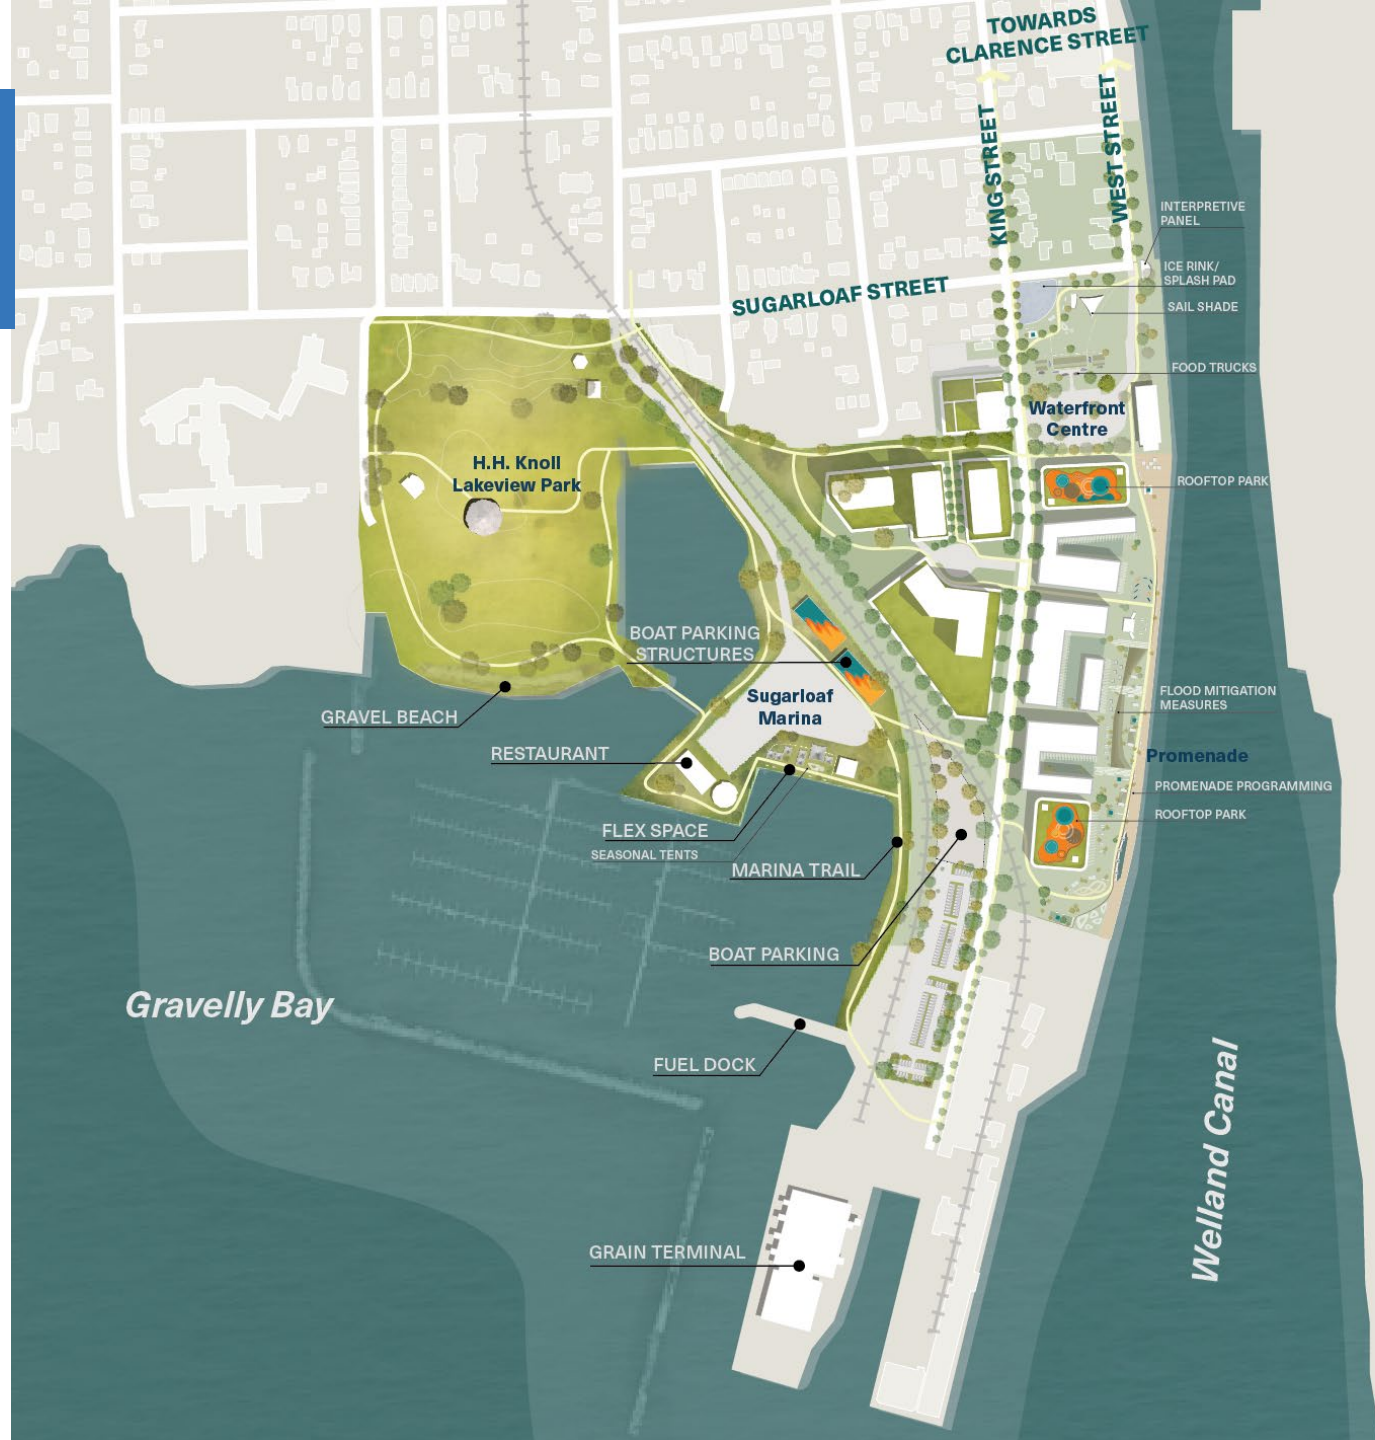 TOWARDS
CLARENCE STREET
KING STREET
WEST STREET
INTERPRETIVE
PANEL
ICE RINK/
SPLASH PAD
SUGARLOAF STREET
SAIL SHADE
FOOD TRUCKS
Waterfront
Centre
H.H. Knoll
Lakeview Park
ROOFTOP PARK
BOAT PARKING
STRUCTURES
Sugarloaf
Marina
FLOOD MITIGATION
MEASURES
GRAVEL BEACH
RESTAURANT
Promenade
PROMENADE PROGRAMMING
ROOFTOP PARK
FLEX SPACE
SEASONAL TENTS
MARINA TRAIL
BOAT PARKING
Gravelly Bay
FUEL DOCK
Welland Canal
GRAIN TERMINAL